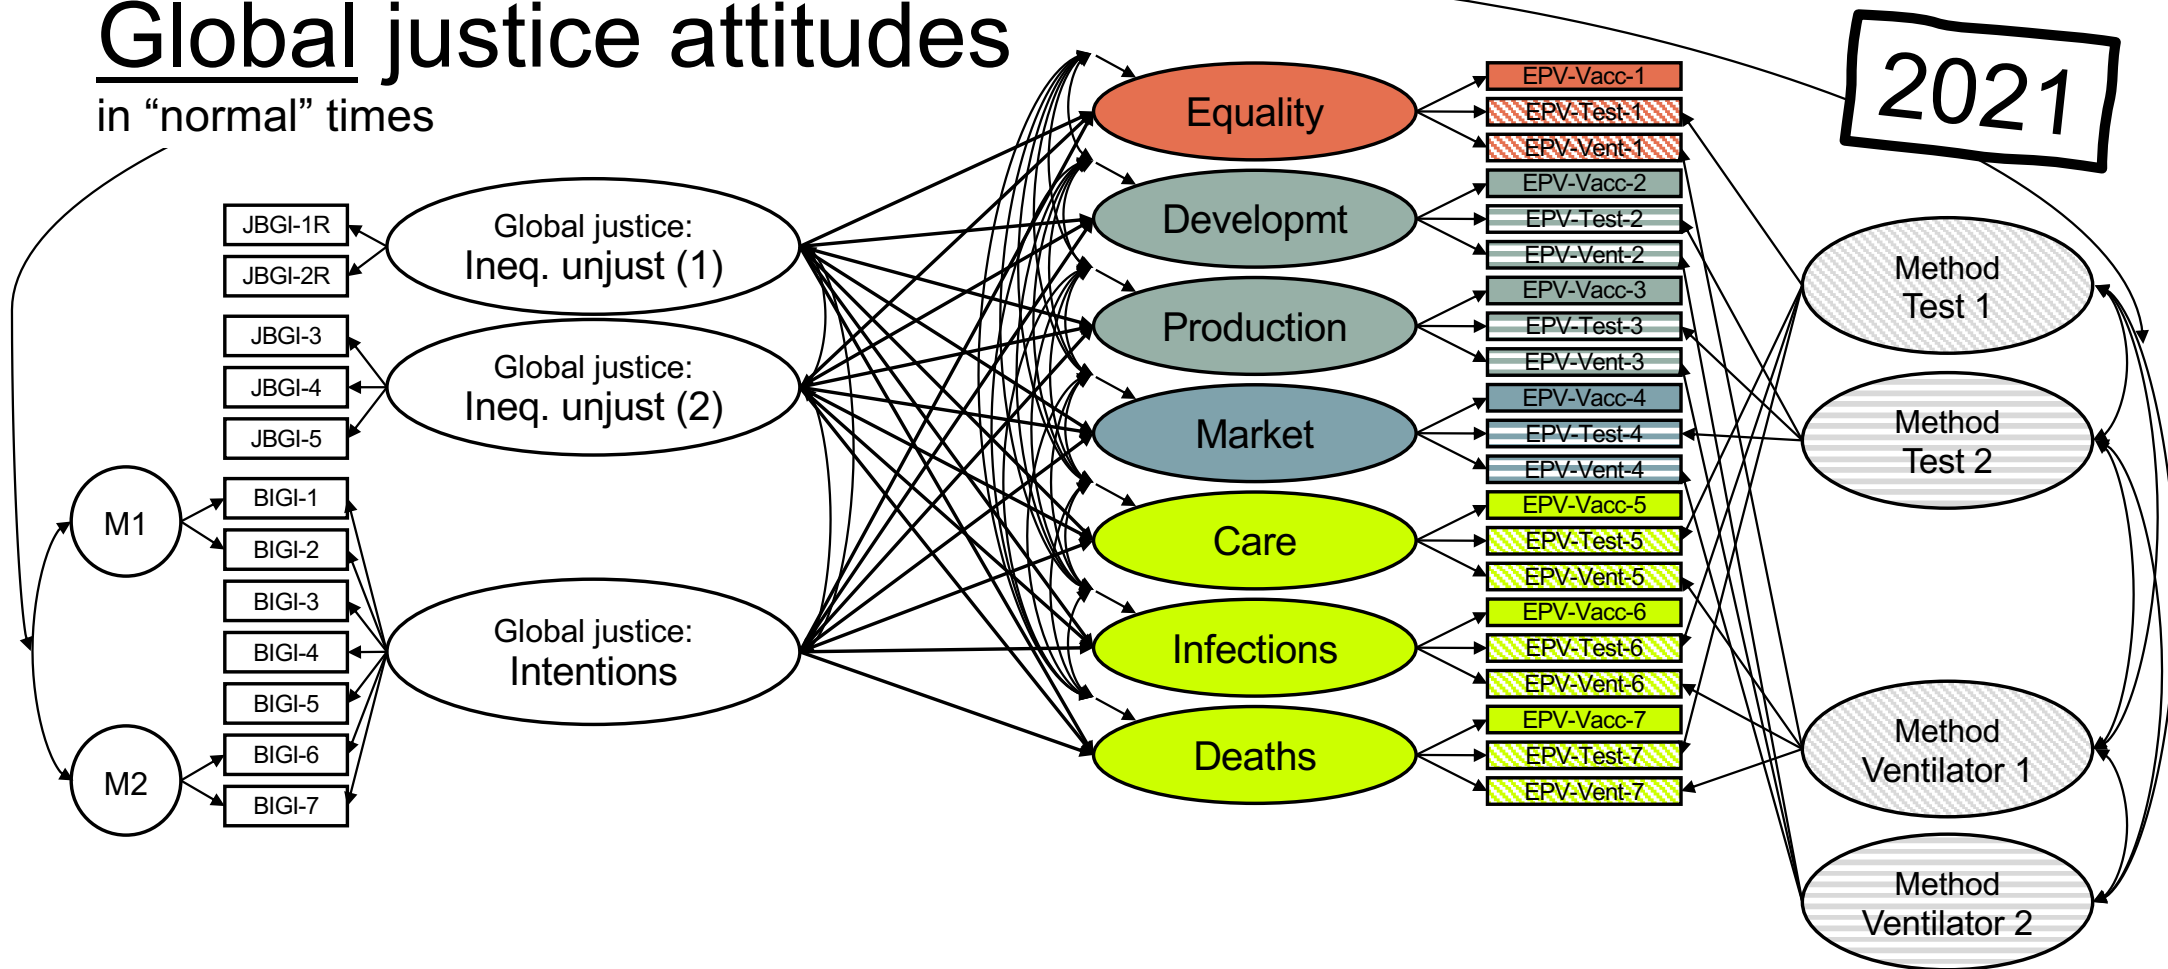 Global justice attitudes
in “normal” times
2021
JBGI-1R
JBGI-2R
JBGI-3
JBGI-4
JBGI-5
M1
BIGI-1
BIGI-2
BIGI-3
BIGI-4
BIGI-5
M2
BIGI-6
BIGI-7
Global justice:
Ineq. unjust (1)
Global justice:
Ineq. unjust (2)
Global justice:
Intentions
Equality
Developmt
Production
Market
Care
Infections
Deaths
EPV-Vacc-1
EPV-Test-1
EPV-Vent-1
EPV-Vacc-2
EPV-Test-2
EPV-Vent-2
EPV-Vacc-3
EPV-Test-3
EPV-Vent-3
EPV-Vacc-4
EPV-Test-4
EPV-Vent-4
EPV-Vacc-5
EPV-Test-5
EPV-Vent-5
EPV-Vacc-6
EPV-Test-6
EPV-Vent-6
EPV-Vacc-7
EPV-Test-7
EPV-Vent-7
Method
Test 1
Method
Test 2
Method
Ventilator 1
Method
Ventilator 2